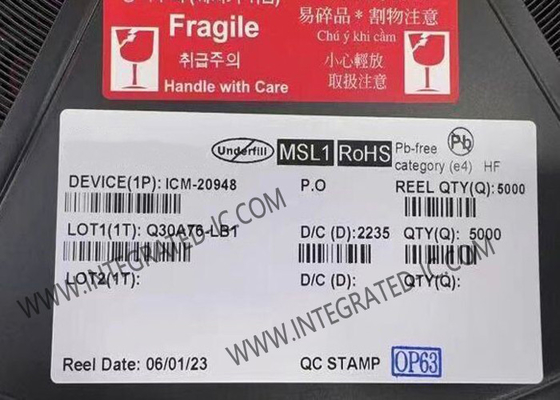 Fragile
취급주의
Handle with Care
易碎品 * 割物注意
Chú ý khi cầm
小心輕放
取扱注意
Underfill MSL1 RoHS Pb-free category (e4) HF
Pb
DEVICE(1P): ICM-20948 P.O REEL QTY(Q): 5000
LOT1(1T): Q30A76-LB1 D/C (D): 2235 QTY(Q): 5000
LOT2(1T): D/C (D): QTY(Q):
Reel Date: 06/01/23 QC STAMP OP63
WWW.INTEGRATED-IC.COM
WWW.INTEGRATED-IC.COM